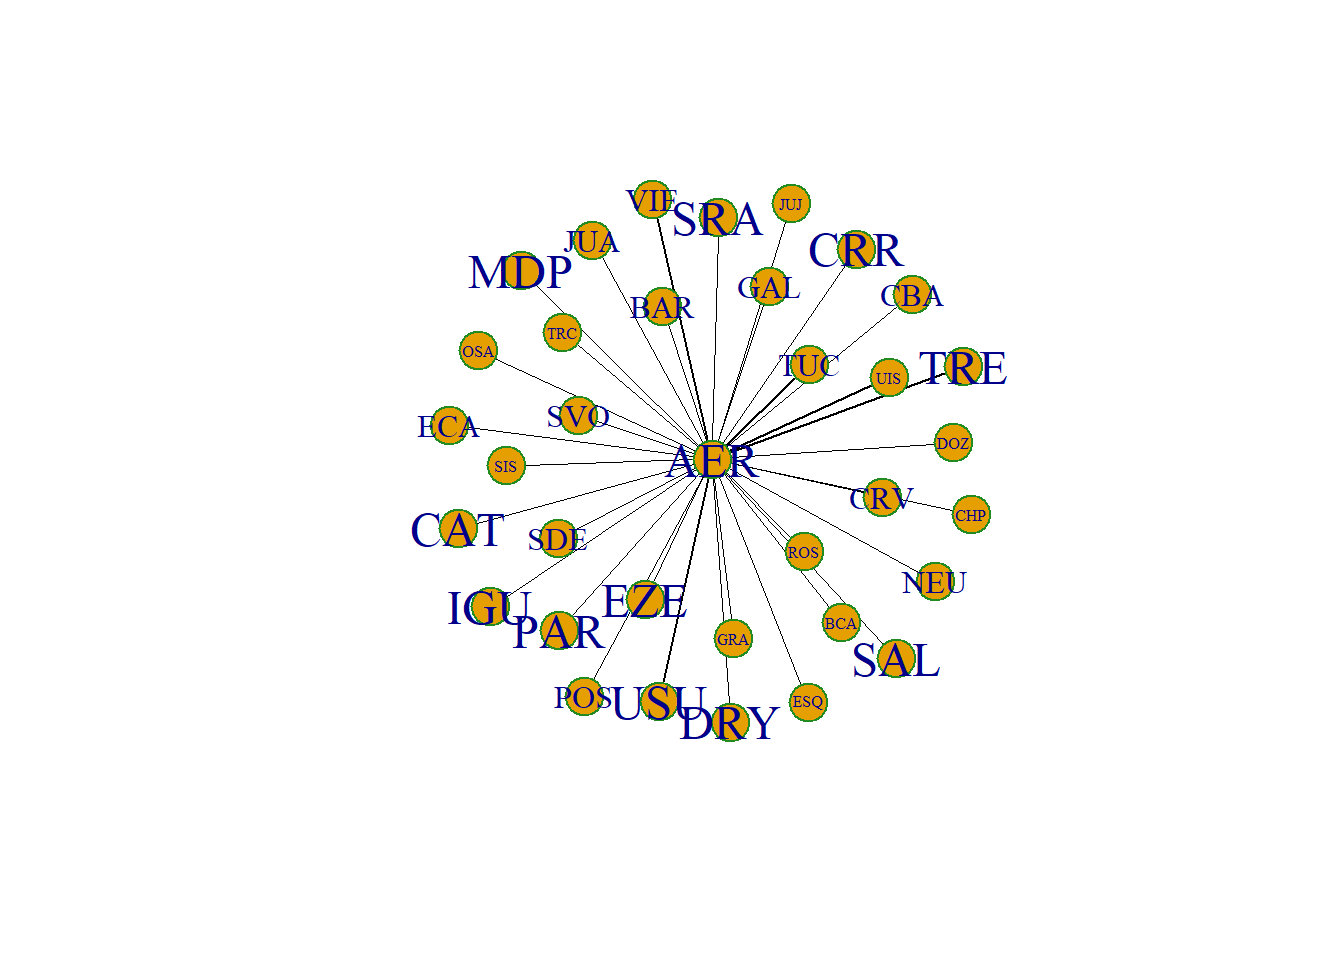 VIE
SRA
JUJ
JUA
CRR
MDP
GAL
CBA
BAR
TRC
OSA
TUC
UIS
TRE
SVO
ECA
DOZ
AER
SIS
CRV
CHP
CAT
SDE
ROS
NEU
IGU
EZE
PAR
BCA
GRA
SAL
POS
USU
ESQ
DRY